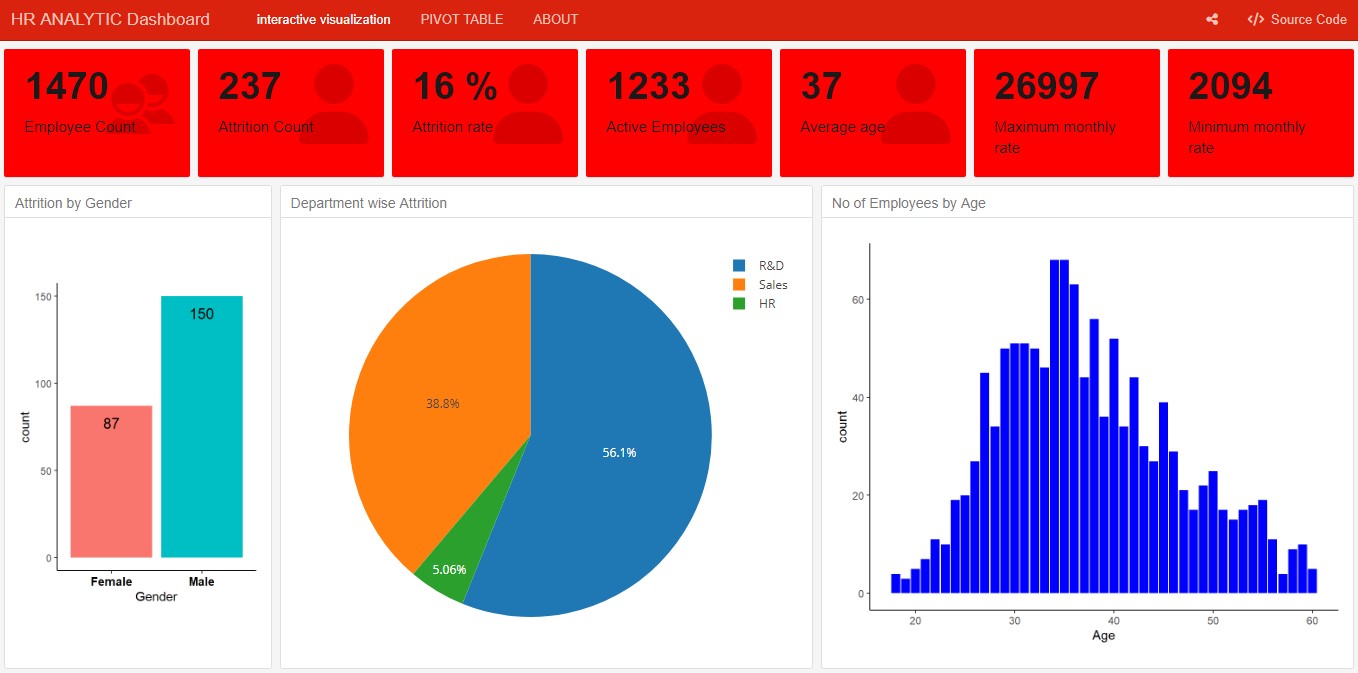 HR ANALYTIC Dashboard interactive visualization PIVOT TABLE ABOUT </> Source Code
1470
Employee Count
237
Attrition Count
16 %
Attrition rate
1233
Active Employees
37
Average age
26997
Maximum monthly
rate
2094
Minimum monthly
rate
Attrition by Gender
150
100
50
0
count
87
150
Female Male
Gender
Department wise Attrition
R&D
Sales
HR
38.8%
56.1%
5.06%
No of Employees by Age
60
40
20
0
count
20 30 40 50 60
Age